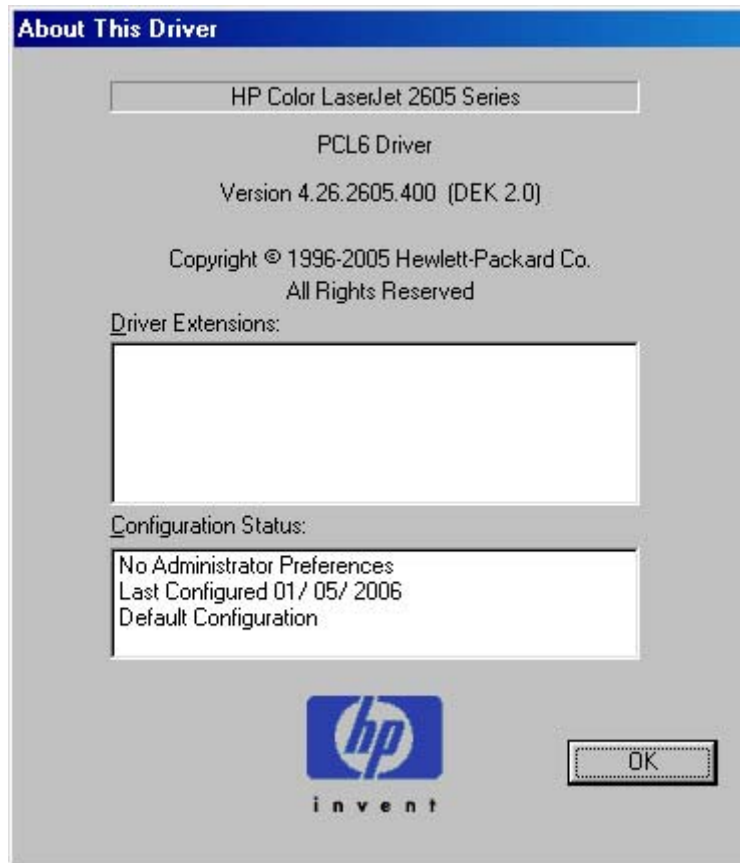 About This Driver
HP Color LaserJet 2605 Series
PCL6 Driver
Version 4.26.2605.400 (DEK 2.0)
Copyright © 1996-2005 Hewlett-Packard Co.
All Rights Reserved
Driver Extensions:
Configuration Status:
No Administrator Preferences
Last Configured 01/ 05/ 2006
Default Configuration
hp
OK
invent